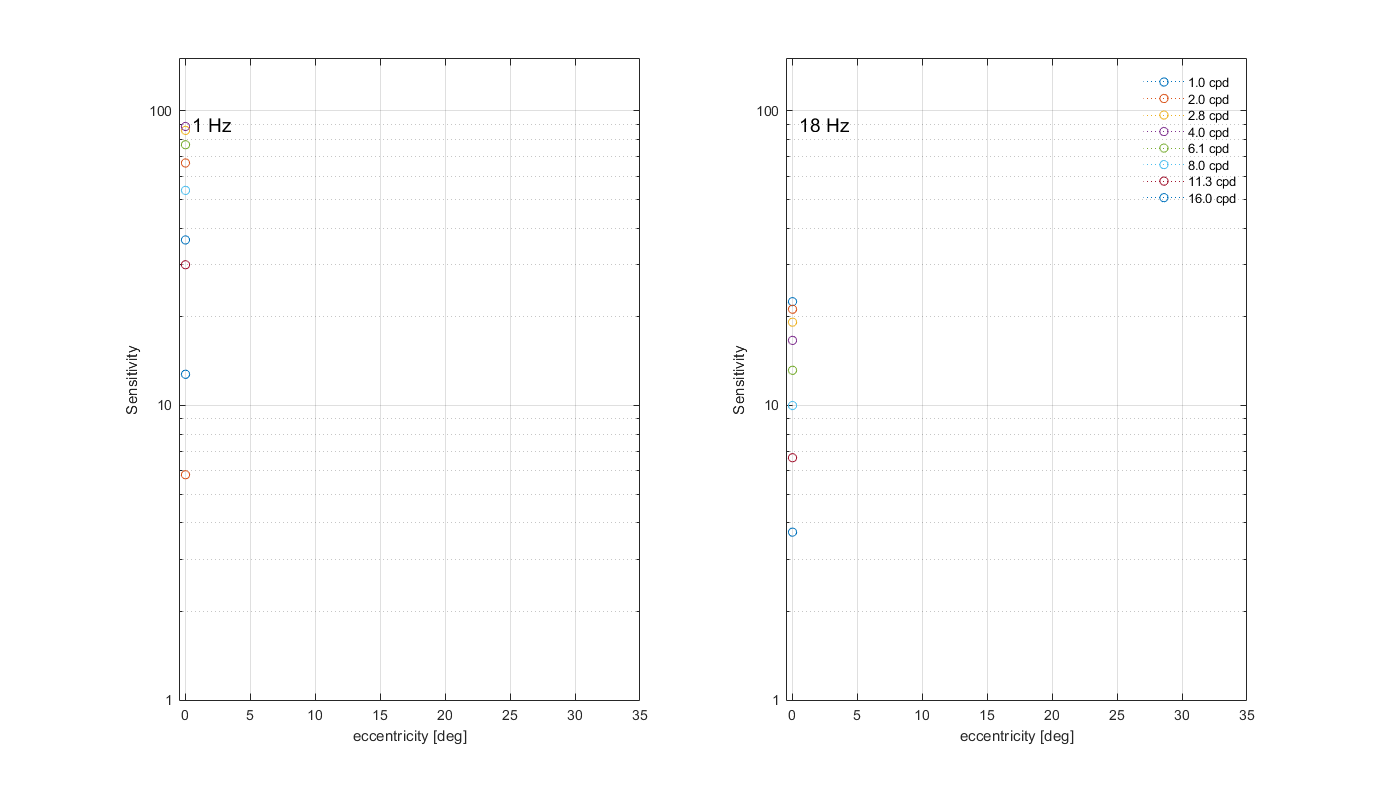 1 Hz
100
10
1
0 5 10 15 20 25 30 35
eccentricity [deg]
Sensitivity
18 Hz
1.0 cpd
2.0 cpd
2.8 cpd
4.0 cpd
6.1 cpd
8.0 cpd
11.3 cpd
16.0 cpd
100
10
1
0 5 10 15 20 25 30 35
eccentricity [deg]
Sensitivity